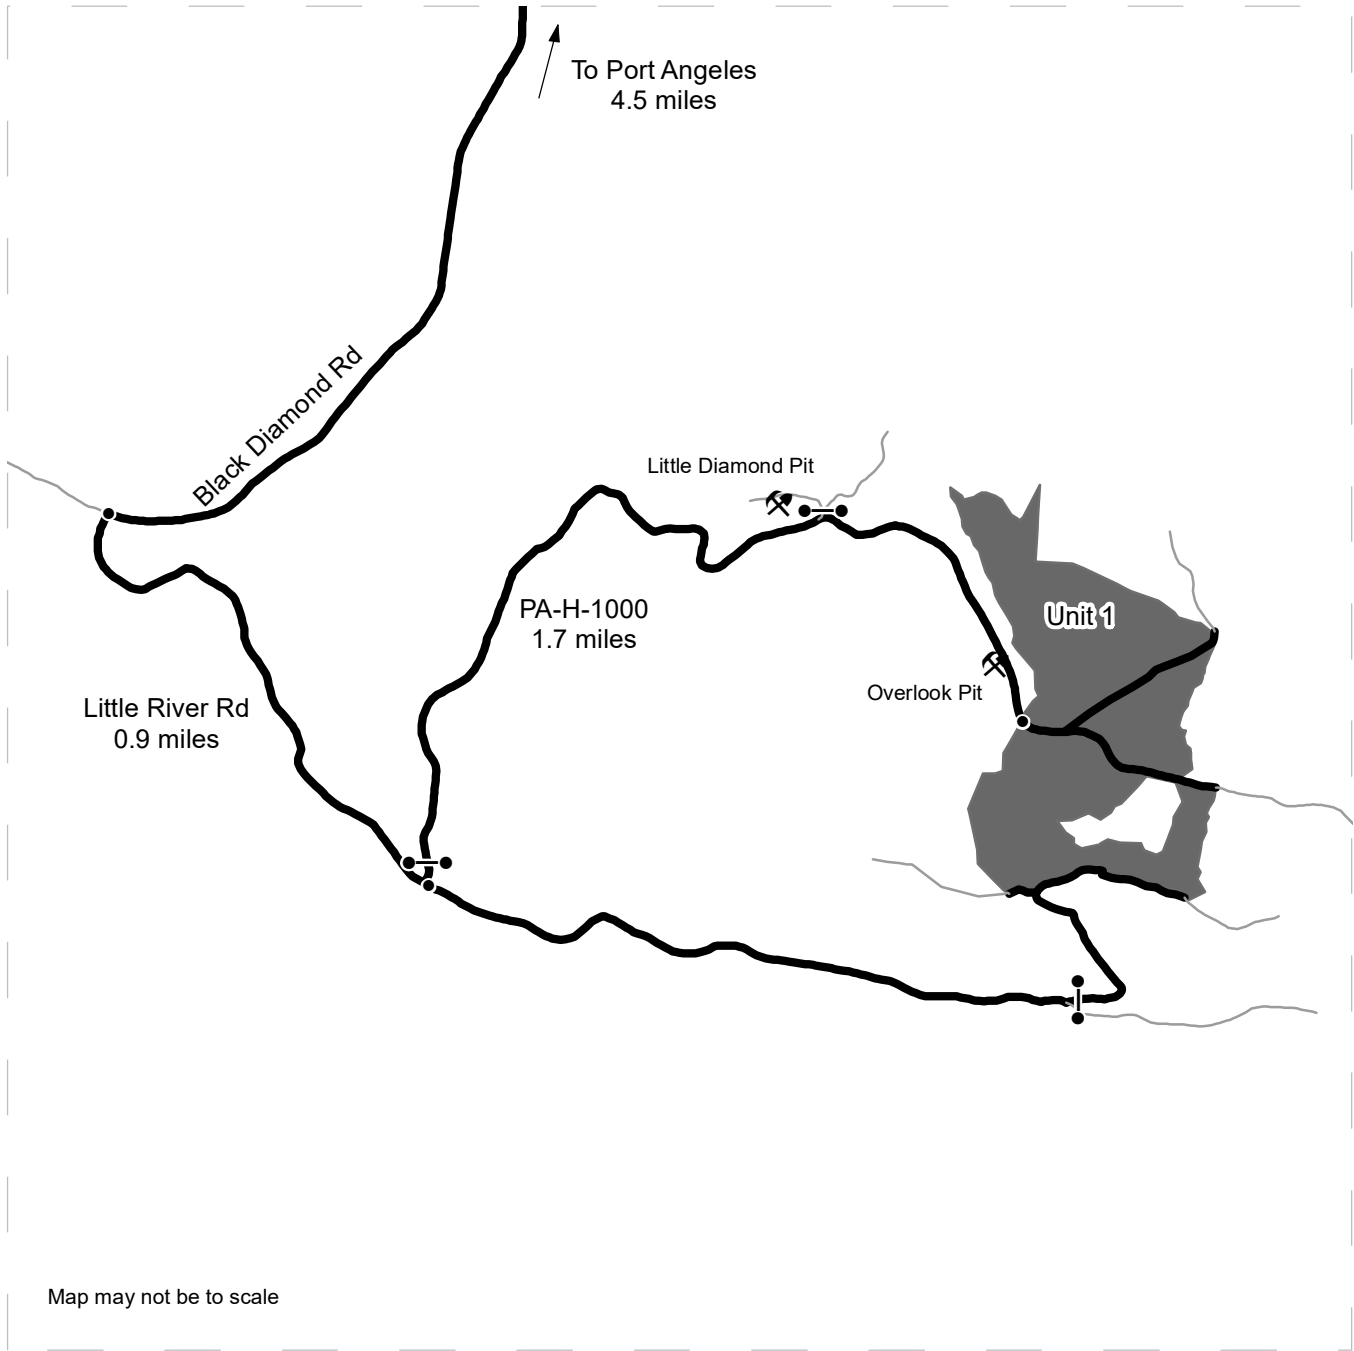 To Port Angeles
4.5 miles
Black Diamond Rd
Little Diamond Pit
PA-H-1000
1.7 miles
Unit 1
Overlook Pit
Little River Rd
0.9 miles
Map may not be to scale